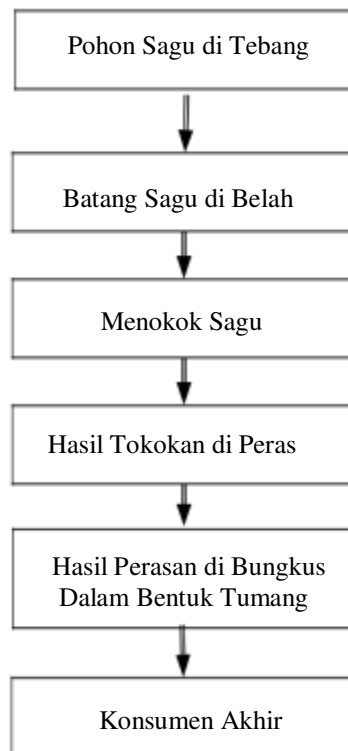 Pohon Sagu di Tebang
Batang Sagu di Belah
Menokok Sagu
Hasil Tokokan di Peras
Hasil Perasan di Bungkus
Dalam Bentuk Tumang
Konsumen Akhir